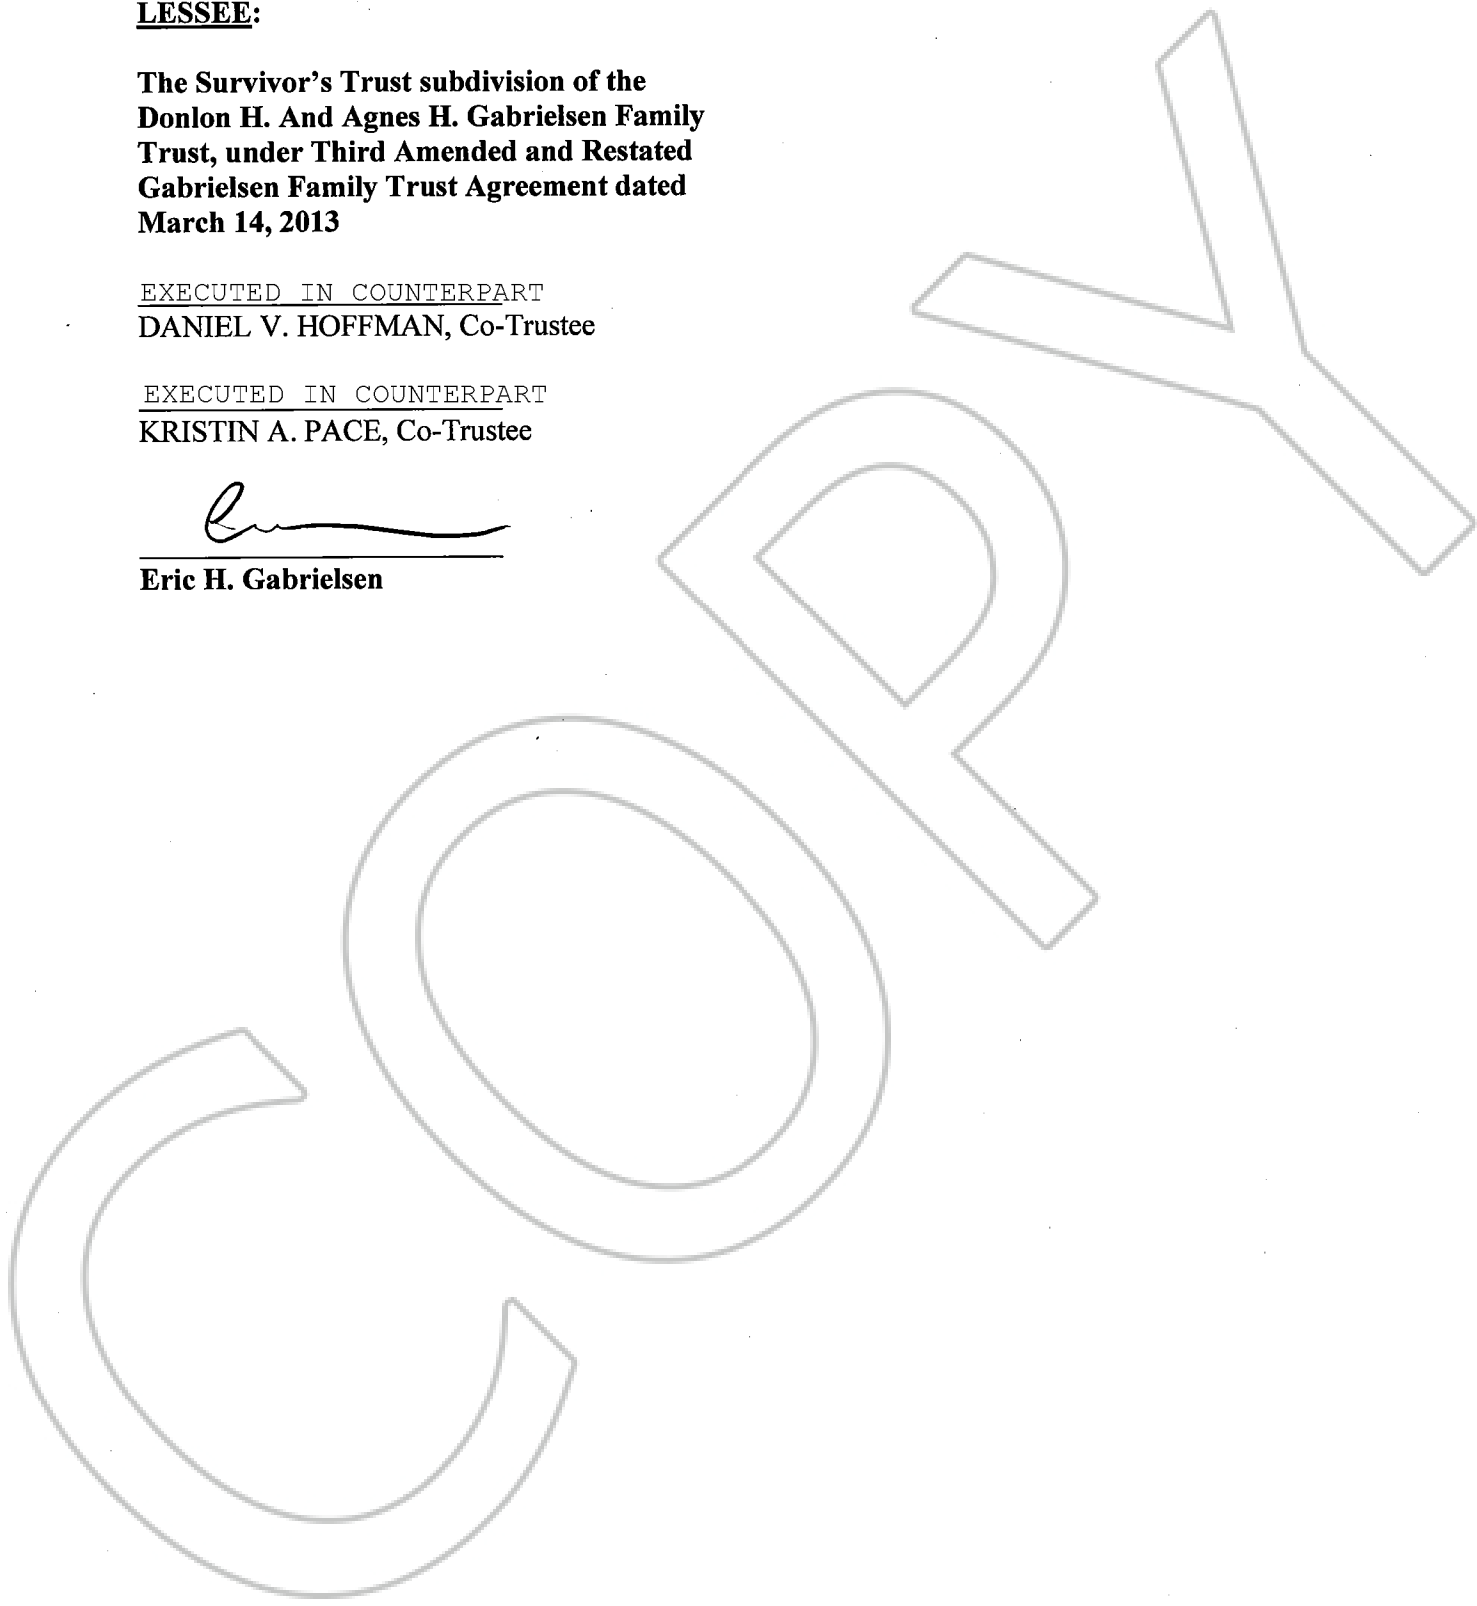 LESSEE:
The Survivor's Trust subdivision of the
Donlon H. And Agnes H. Gabrielsen Family
Trust, under Third Amended and Restated
Gabrielsen Family Trust Agreement dated
March 14, 2013
EXECUTED IN COUNTERPART
DANIEL V. HOFFMAN, Co-Trustee
EXECUTED IN COUNTERPART
KRISTIN A. PACE, Co-Trustee
Eric H. Gabrielsen
COPY